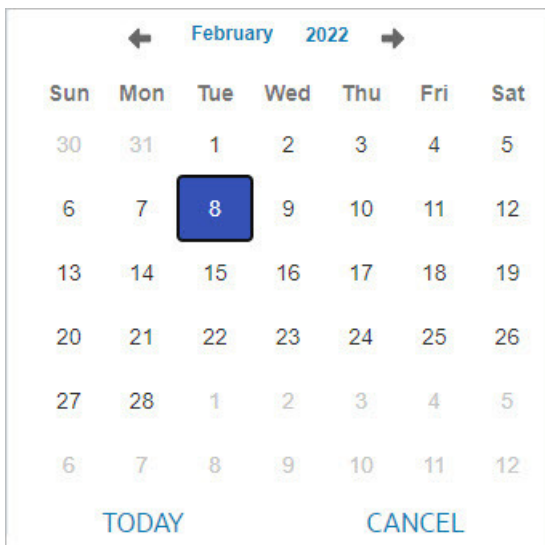 February 2022
Sun Mon Tue Wed Thu Fri Sat
30 31 1 2 3 4 5
6 7 8 9 10 11 12
13 14 15 16 17 18 19
20 21 22 23 24 25 26
27 28 1 2 3 4 5
6 7 8 9 10 11 12
TODAY CANCEL